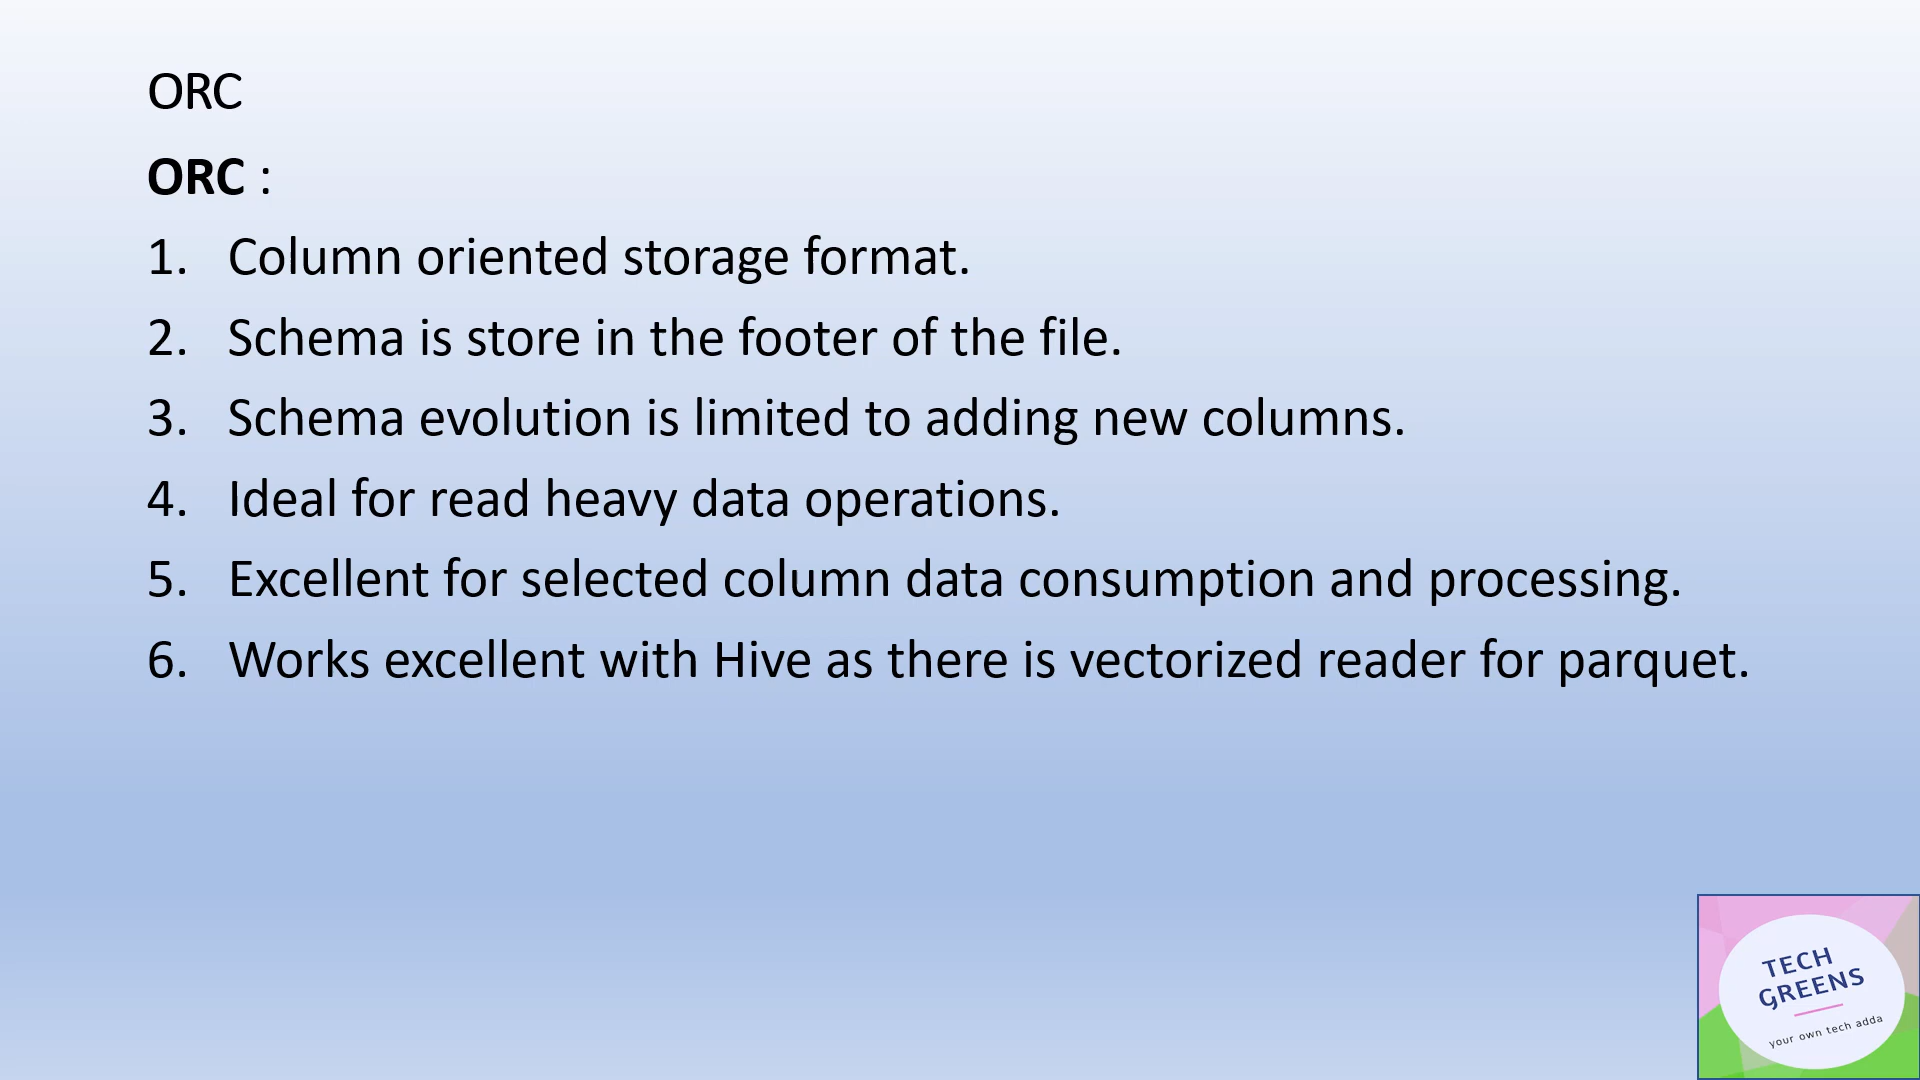 ORC
ORC :
1. Column oriented storage format.
2. Schema is store in the footer of the file.
3. Schema evolution is limited to adding new columns.
4. Ideal for read heavy data operations.
5. Excellent for selected column data consumption and processing.
6. Works excellent with Hive as there is vectorized reader for parquet.
TECH
GREENS
your own tech adda